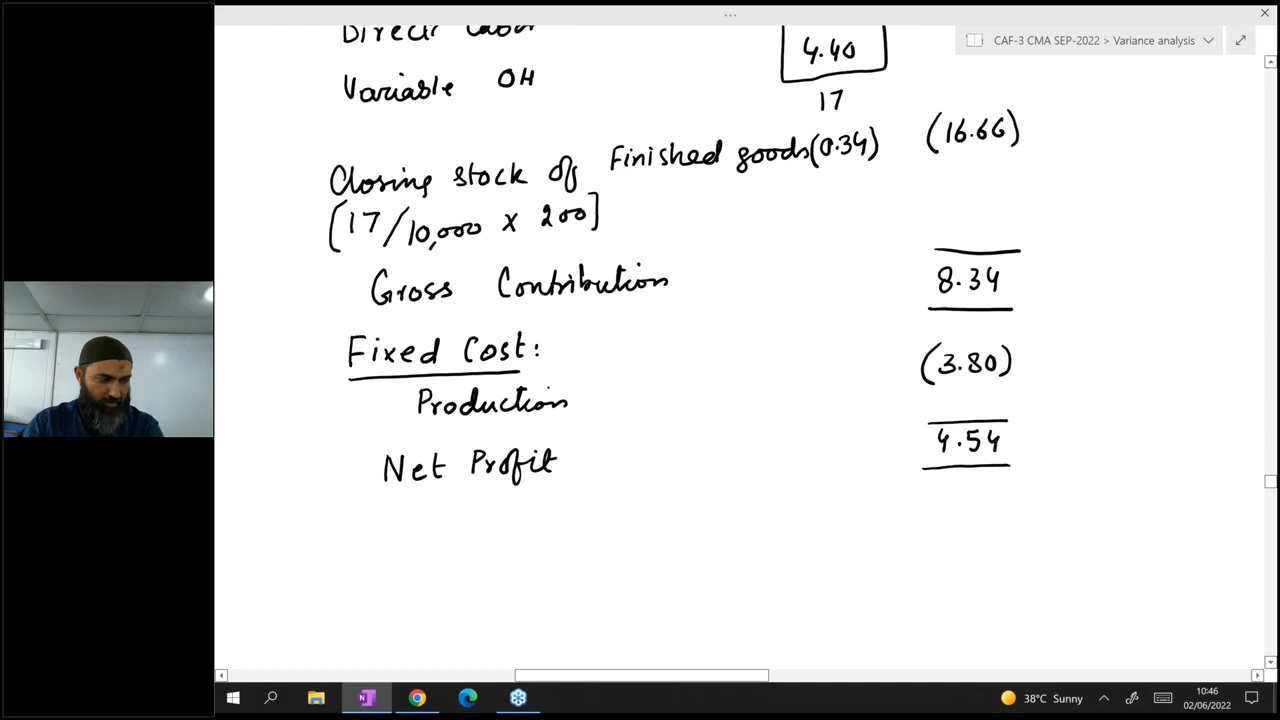 CAF-3 CMA SEP-2022 > Variance analysis
Direct Labor
4.40
Variable OH
17
Closing stock of Finished goods (0.34) (16.66)
[17/10,000 x 200]
Gross Contribution 8.34
Fixed Cost: (3.80)
Production
4.54
Net Profit
38°C Sunny
10:46
02/06/2022